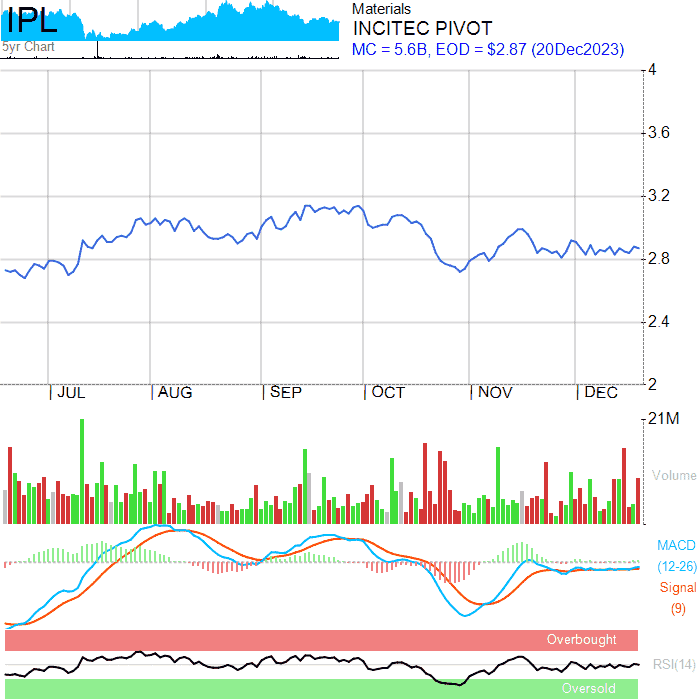 IPL
5yr Chart
Materials
INCITEC PIVOT
MC = 5.6B, EOD = $2.87 (20Dec2023)
4
3.6
3.2
2.8
2.4
2
JUL AUG SEP OCT NOV DEC
21M
Volume
MACD
(12-26)
Signal
(9)
Overbought
RSI(14)
Oversold